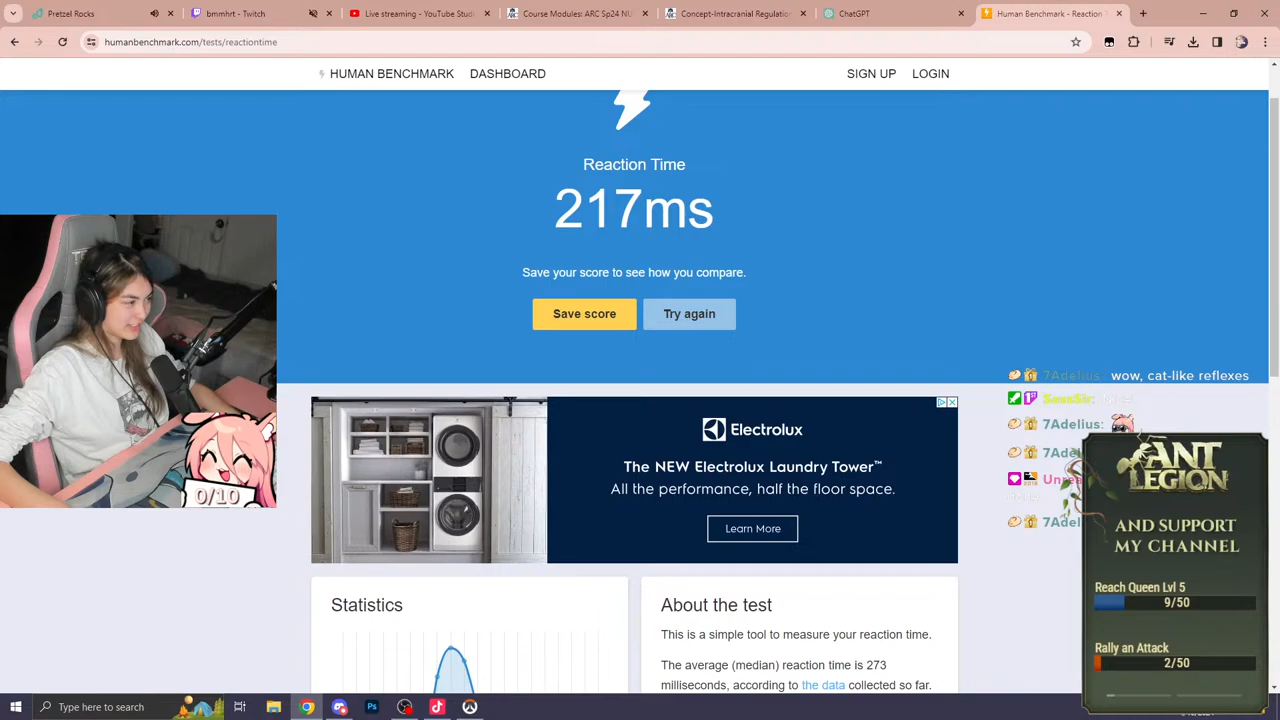 Pretzel Rocks
bmmhrt - Twitch
Live streaming - YouTube Studi
Course Modules: ARC Sp24 NU
Concept-Intracranial Regulation
ChatGPT
Human Benchmark - Reaction T
humanbenchmark.com/tests/reactiontime
HUMAN BENCHMARK
DASHBOARD
SIGN UP
LOGIN
Reaction Time
217ms
Save your score to see how you compare.
Save score
Try again
7Adelius: wow, cat-like reflexes
7Adelius:
7Adel
Unrea
7Adel
0/10
Electrolux
The NEW Electrolux Laundry Tower™
All the performance, half the floor space.
Learn More
ANT
LEGION
AND SUPPORT
MY CHANNEL
Reach Queen Lvl 5
9/50
Rally an Attack
2/50
Statistics
About the test
This is a simple tool to measure your reaction time.
The average (median) reaction time is 273
milliseconds, according to the data collected so far.
Type here to search